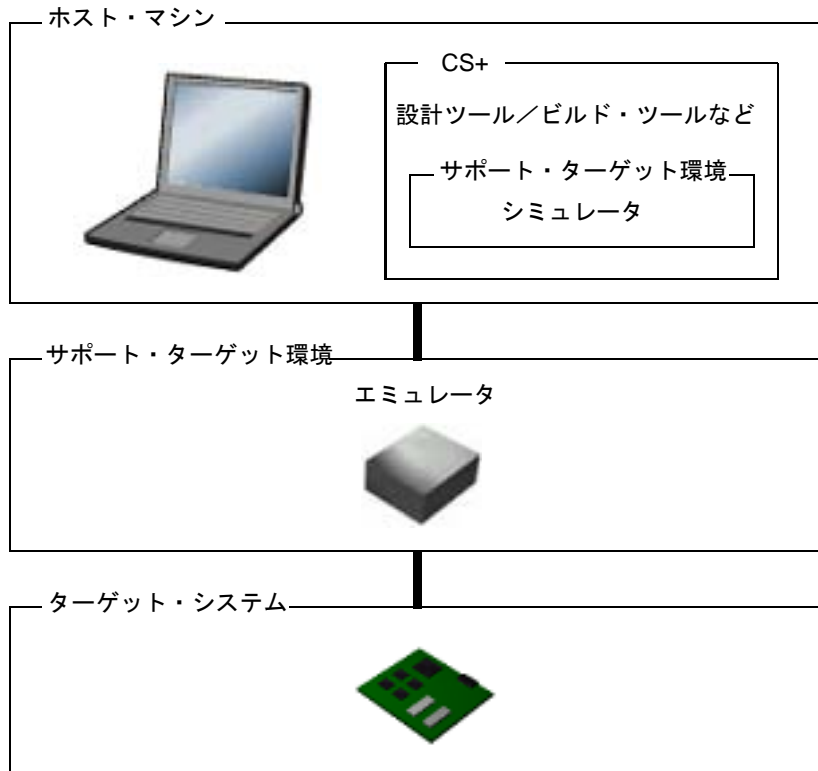 ホスト・マシン
CS+
設計ツール／ビルド・ツールなど
サポート・ターゲット環境
シミュレータ
サポート・ターゲット環境
エミュレータ
ターゲット・システム